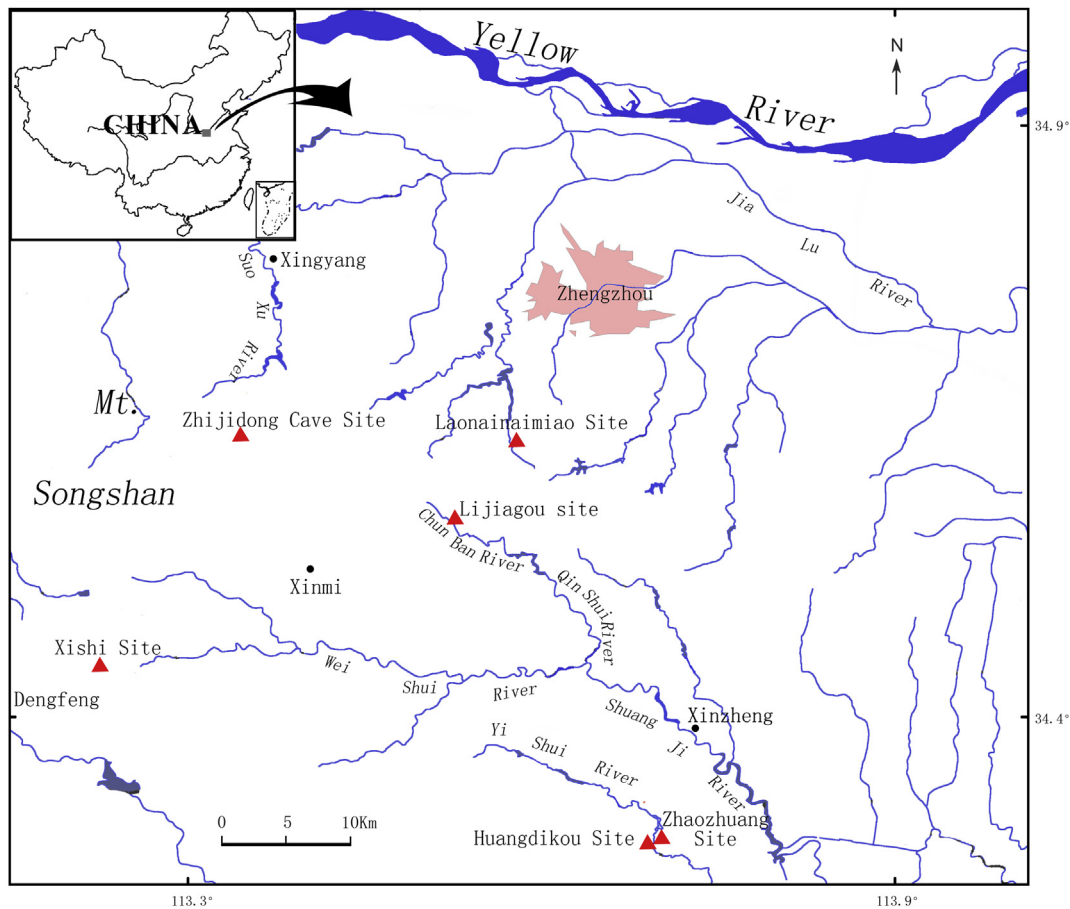 Yellow
River
N
CHINA
34.9°
Jia
Lu
River
Suo
Xu
River
Xingyang
Zhengzhou
Mt.
Songshan
Zhijidong Cave Site
Laonainaimiao Site
Lijiagou site
Chun Ban River
Qin Shui River
Xinmi
Xishi Site
Dengfeng
Wei
Shui
River
Shuang
Ji
River
Xinzheng
34.4°
Yi
Shui
River
0 5 10Km
Huangdikou Site
Zhaozhuang
Site
113.3°
113.9°